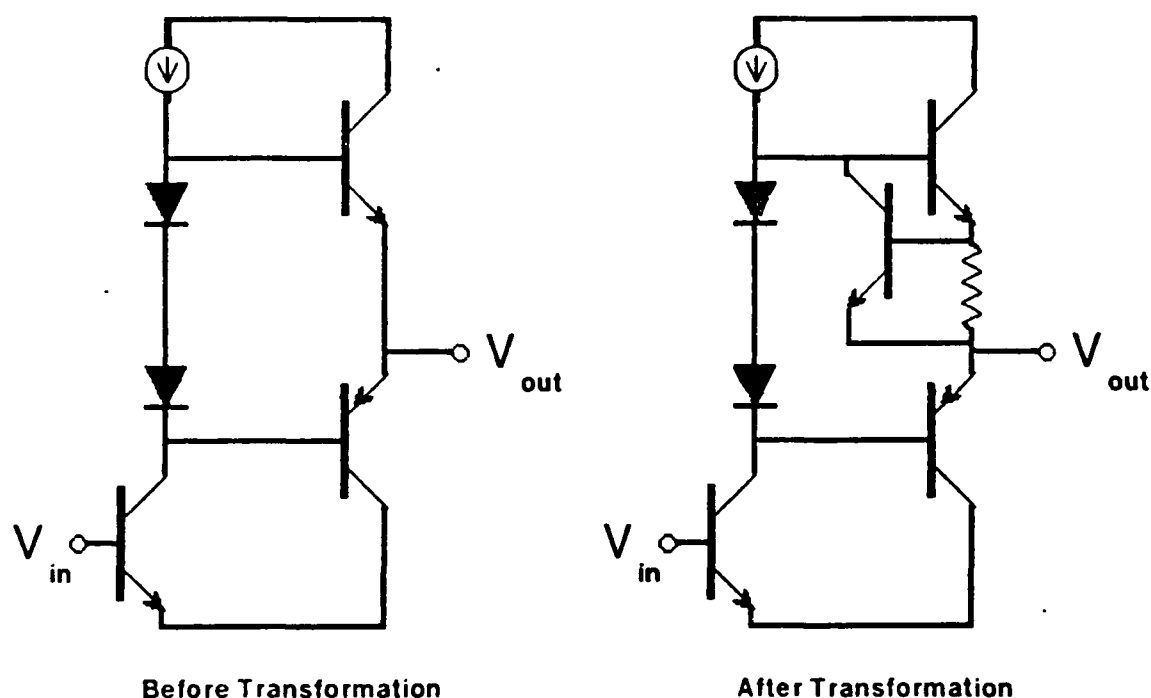 V out
V out
V in
V in
Before Transformation
After Transformation